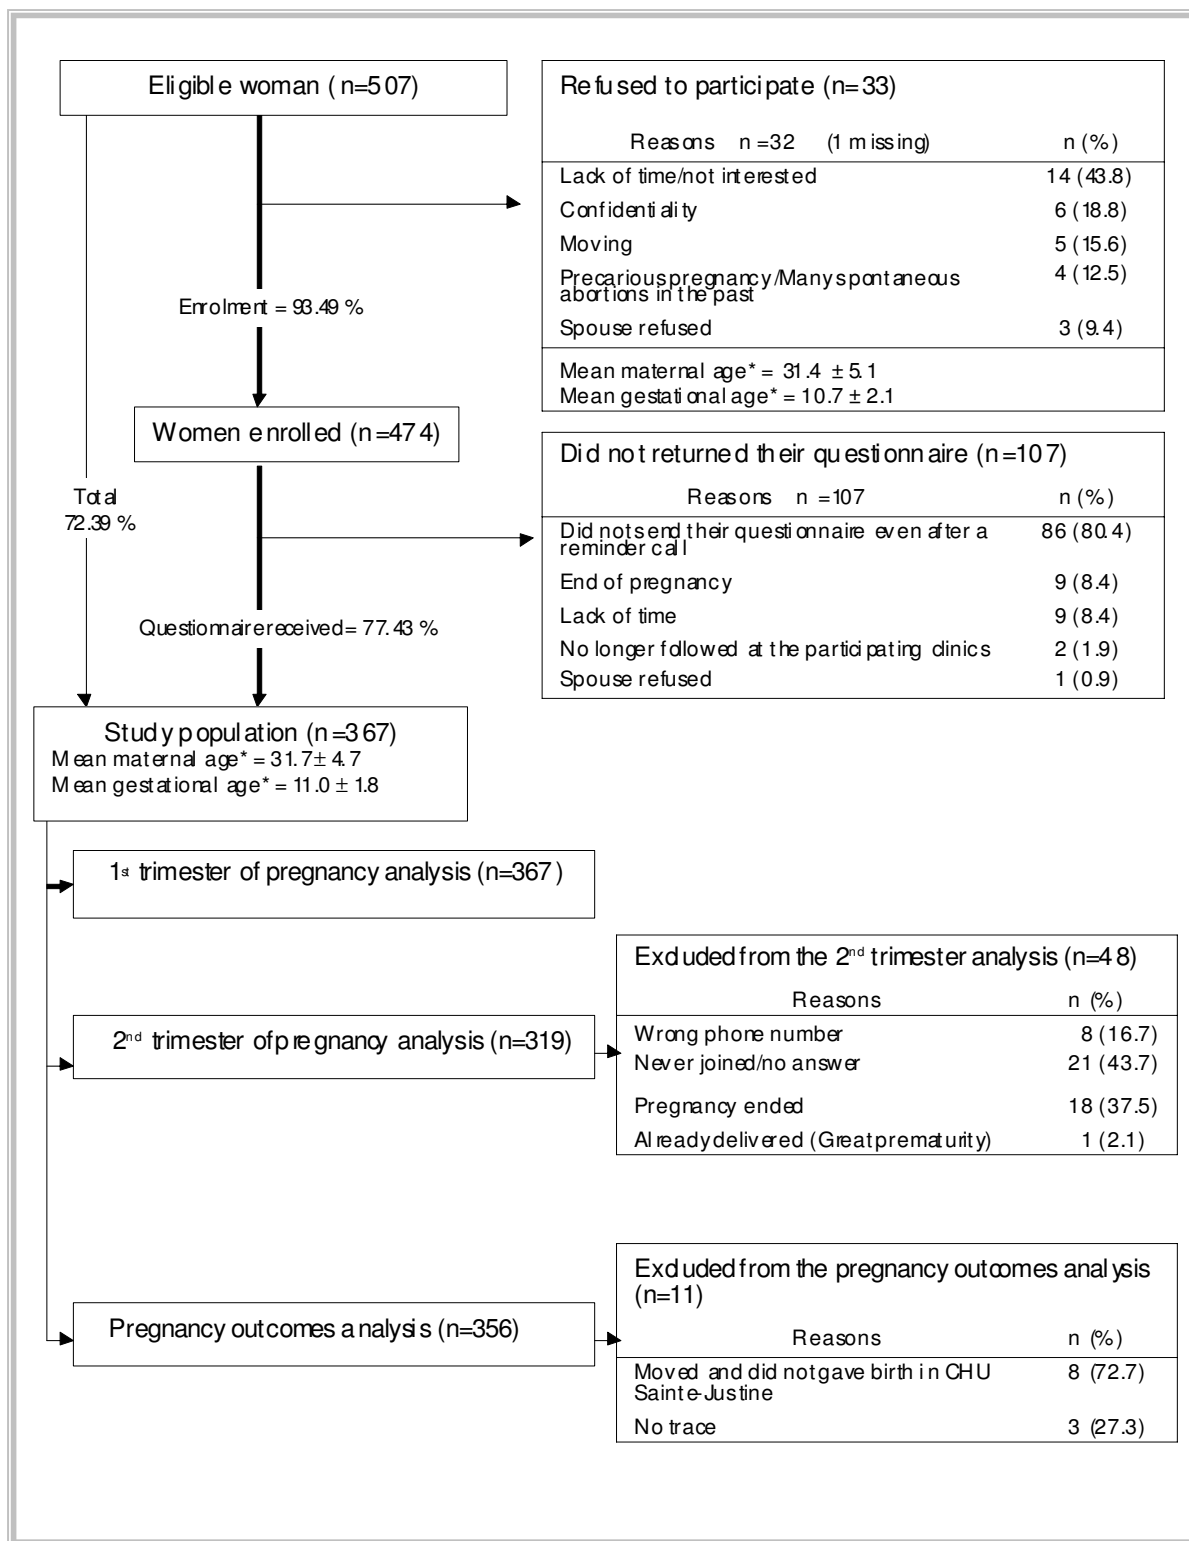 Eligible woman (n=507)
Refused to participate (n=33)
Reasons n =32 (1 missing) n (%)
Lack of time/not interested 14 (43.8)
Confidentiality 6 (18.8)
Moving 5 (15.6)
Precarious pregnancy/Many spontaneous 4 (12.5)
abortions in the past
Spouse refused 3 (9.4)
Mean maternal age* = 31.4 ±5.1
Mean gestational age* = 10.7 ± 2.1
Enrolment = 93.49 %
Women enrolled (n=474)
Did not returned their questionnaire (n=107)
Reasons n =107 n (%)
Did not send their questionnaire even after a 86 (80.4)
reminder call
End of pregnancy 9 (8.4)
Lack of time 9 (8.4)
No longer followed at the participating clinics 2 (1.9)
Spouse refused 1 (0.9)
Total
72.39 %
Questionnaire received = 77.43 %
Study population (n=367)
Mean maternal age* = 31.7± 4.7
Mean gestational age* = 11.0 ± 1.8
1st trimester of pregnancy analysis (n=367)
2nd trimester of pregnancy analysis (n=319)
Excluded from the 2nd trimester analysis (n=48)
Reasons n (%)
Wrong phone number 8 (16.7)
Never joined/no answer 21 (43.7)
Pregnancy ended 18 (37.5)
Already delivered (Great prematurity) 1 (2.1)
Pregnancy outcomes analysis (n=356)
Excluded from the pregnancy outcomes analysis
(n=11)
Reasons n (%)
Moved and did not gave birth in CHU 8 (72.7)
Sainte-Justine
No trace 3 (27.3)